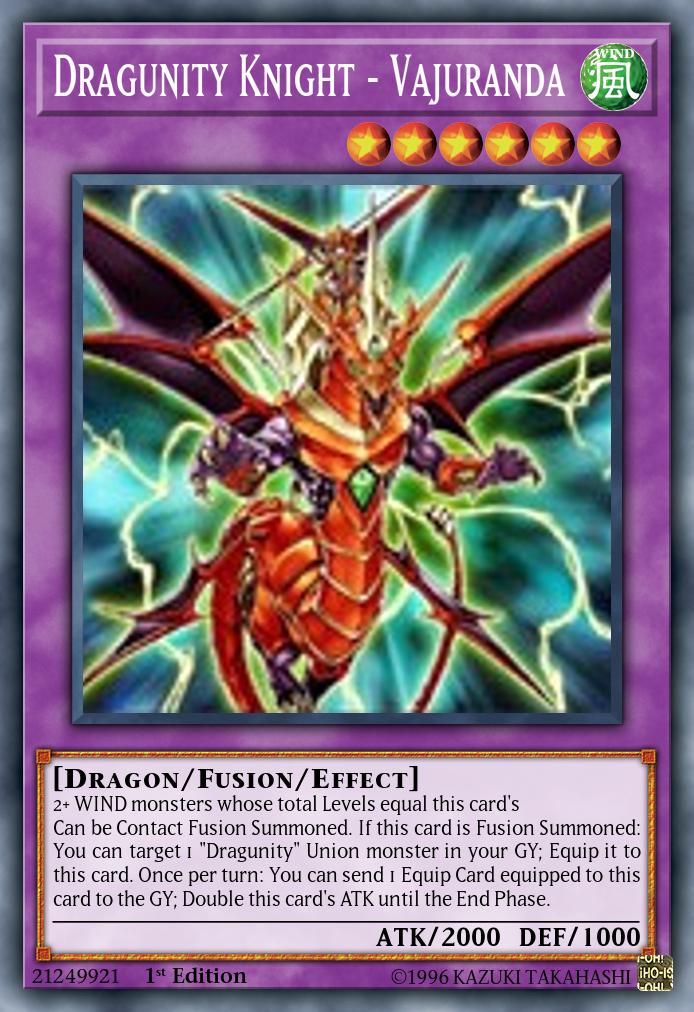 DRAGUNITY KNIGHT - VAJURANDA
WIND
風
[DRAGON/FUSION/EFFECT]
2+ WIND monsters whose total Levels equal this card's
Can be Contact Fusion Summoned. If this card is Fusion Summoned:
You can target 1 "Dragunity" Union monster in your GY; Equip it to
this card. Once per turn: You can send 1 Equip Card equipped to this
card to the GY; Double this card's ATK until the End Phase.
ATK/2000 DEF/1000
21249921 1st Edition ©1996 KAZUKI TAKAHASHI